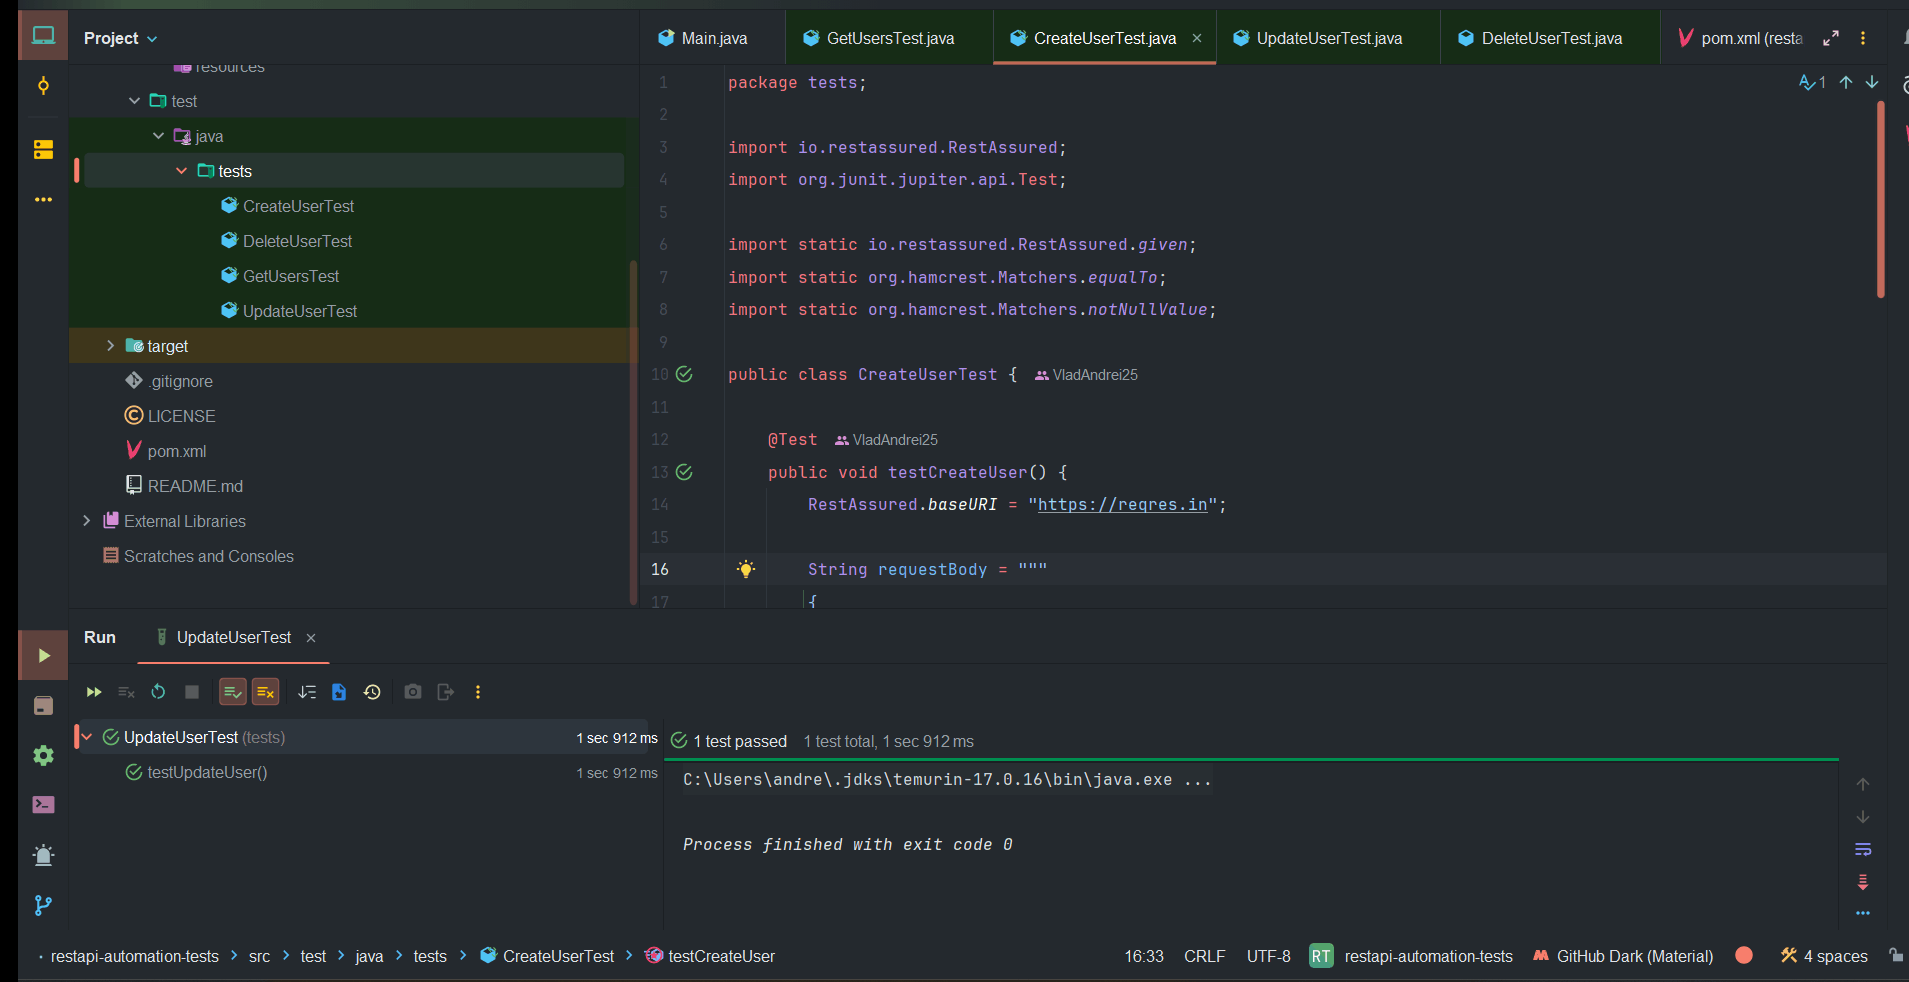 Project
Main.java
GetUsersTest.java
CreateUserTest.java
UpdateUserTest.java
DeleteUserTest.java
pom.xml (resta
resources
test
java
tests
CreateUserTest
DeleteUserTest
GetUsersTest
UpdateUserTest
target
.gitignore
LICENSE
pom.xml
README.md
External Libraries
Scratches and Consoles
1
1 package tests;
2
3 import io.restassured.RestAssured;
4 import org.junit.jupiter.api.Test;
5
6 import static io.restassured.RestAssured.given;
7 import static org.hamcrest.Matchers.equalTo;
8 import static org.hamcrest.Matchers.notNullValue;
9
10 public class CreateUserTest { VladAndrei25
11
12 @Test VladAndrei25
13 public void testCreateUser() {
14 RestAssured.baseURI = "https://reqres.in";
15
16 String requestBody = """
17 {
Run
UpdateUserTest
UpdateUserTest (tests) 1 sec 912 ms
testUpdateUser() 1 sec 912 ms
1 test passed 1 test total, 1 sec 912 ms
C:\Users\andre\.jdks\temurin-17.0.16\bin\java.exe ...
Process finished with exit code 0
restapi-automation-tests > src > test > java > tests > CreateUserTest > testCreateUser
16:33 CRLF UTF-8 RT restapi-automation-tests GitHub Dark (Material) 4 spaces